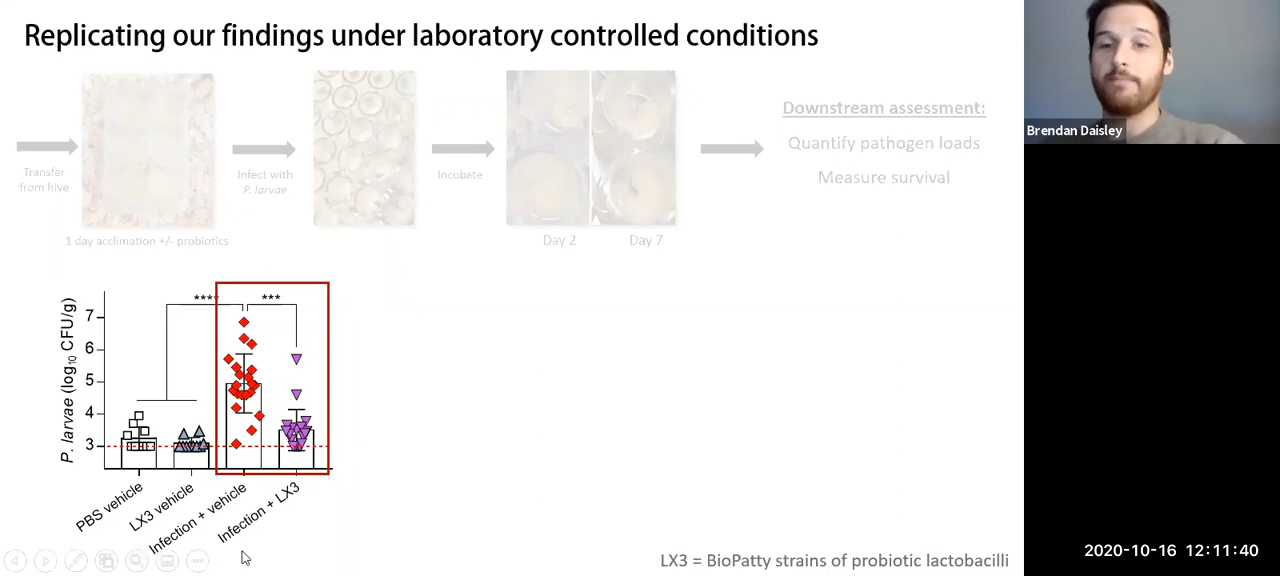 Replicating our findings under laboratory controlled conditions
Transfer
from hive
1 day acclimation +/- probiotics
Infect with
P. larvae
Incubate
Day 2
Day 7
Downstream assessment:
Quantify pathogen loads
Measure survival
Brendan Daisley
P. larvae (log10 CFU/g)
7
6
5
4
3
****
***
PBS vehicle
LX3 vehicle
Infection + vehicle
Infection + LX3
LX3 = BioPatty strains of probiotic lactobacilli
2020-10-16 12:11:40